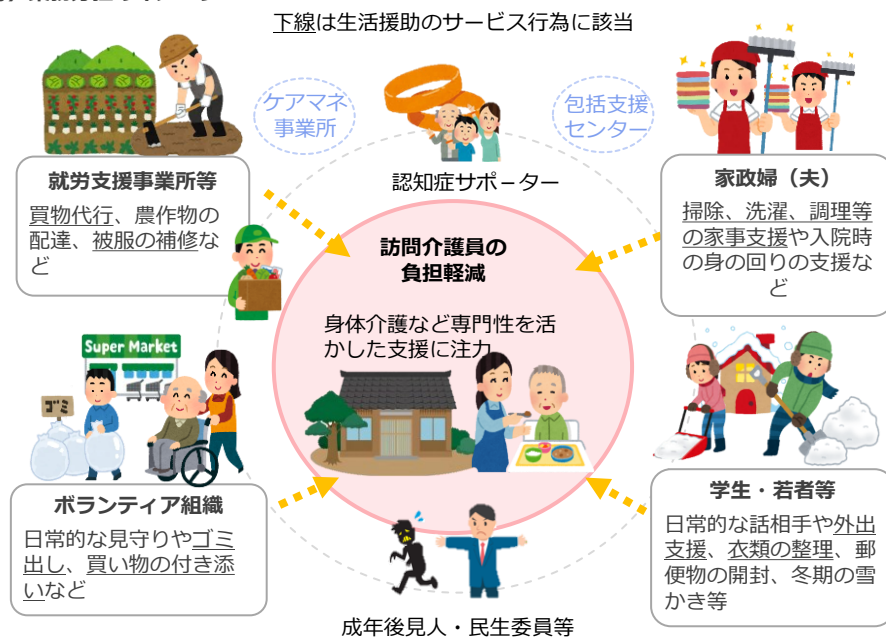 下線は生活援助のサービス行為に該当
ケアマネ
事業所
包括支援
センター
認知症サポーター
就労支援事業所等
買物代行、農作物の
配達、被服の補修な
ど
家政婦（夫）
掃除、洗濯、調理等
の家事支援や入院時
の身の回りの支援な
ど
訪問介護員の
負担軽減
身体介護など専門性を活
かした支援に注力
Super Market
ゴミ
ボランティア組織
日常的な見守りやゴミ
出し、買い物の付き添
いなど
学生・若者等
日常的な話相手や外出
支援、衣類の整理、郵
便物の開封、冬期の雪
かき等
成年後見人・民生委員等